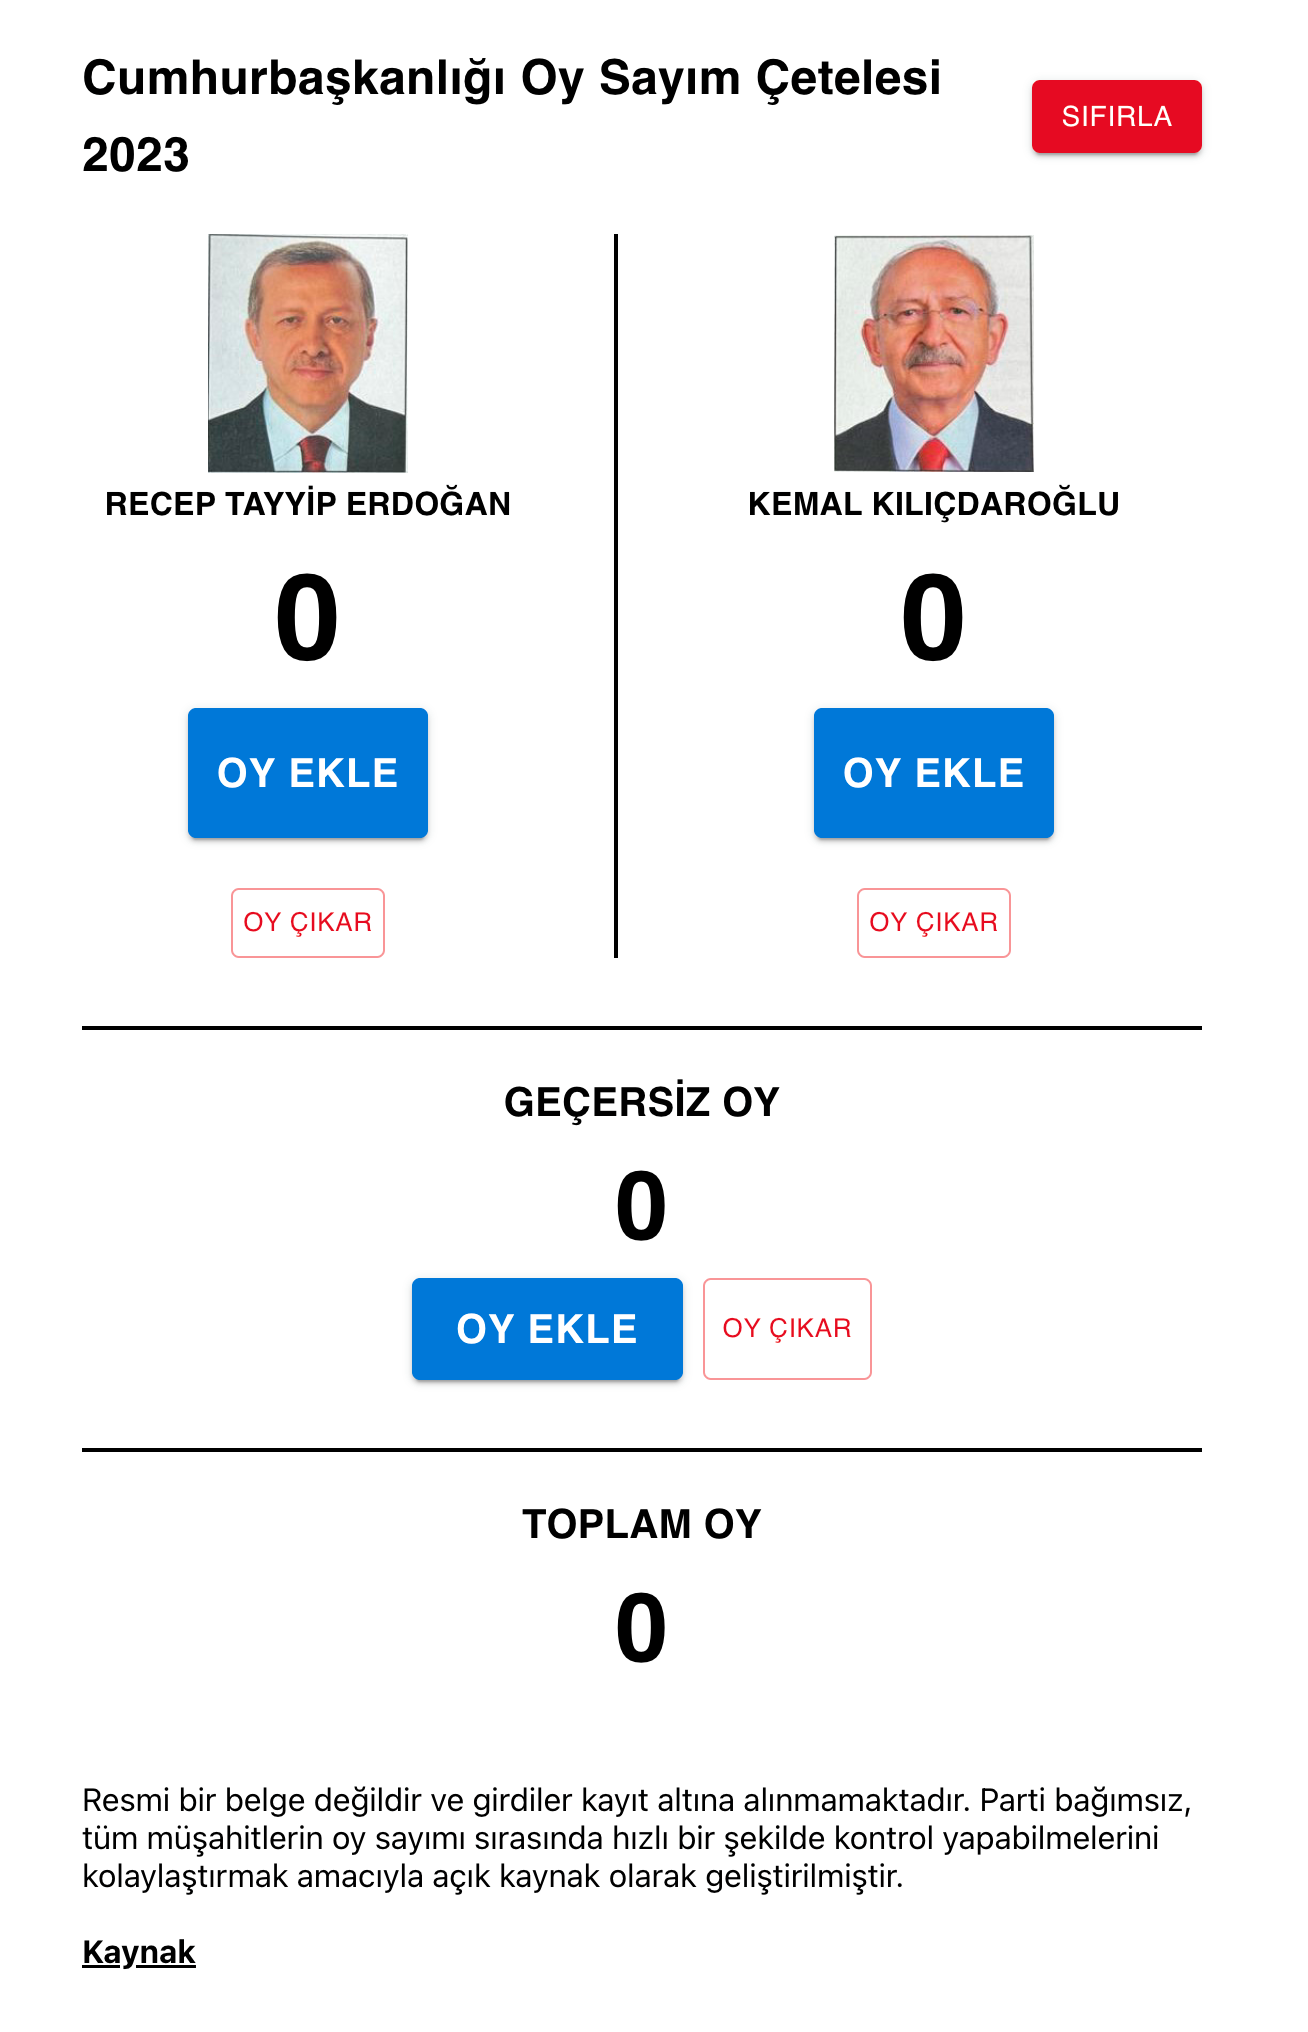 Cumhurbaşkanlığı Oy Sayım Çetelesi
2023
SIFIRLA
RECEP TAYYİP ERDOĞAN
0
OY EKLE
OY ÇIKAR
KEMAL KILIÇDAROĞLU
0
OY EKLE
OY ÇIKAR
GEÇERSİZ OY
0
OY EKLE
OY ÇIKAR
TOPLAM OY
0
Resmi bir belge değildir ve girdiler kayıt altına alınmamaktadır. Parti bağımsız,
tüm müşahitlerin oy sayımı sırasında hızlı bir şekilde kontrol yapabilmelerini
kolaylaştırmak amacıyla açık kaynak olarak geliştirilmiştir.
Kaynak